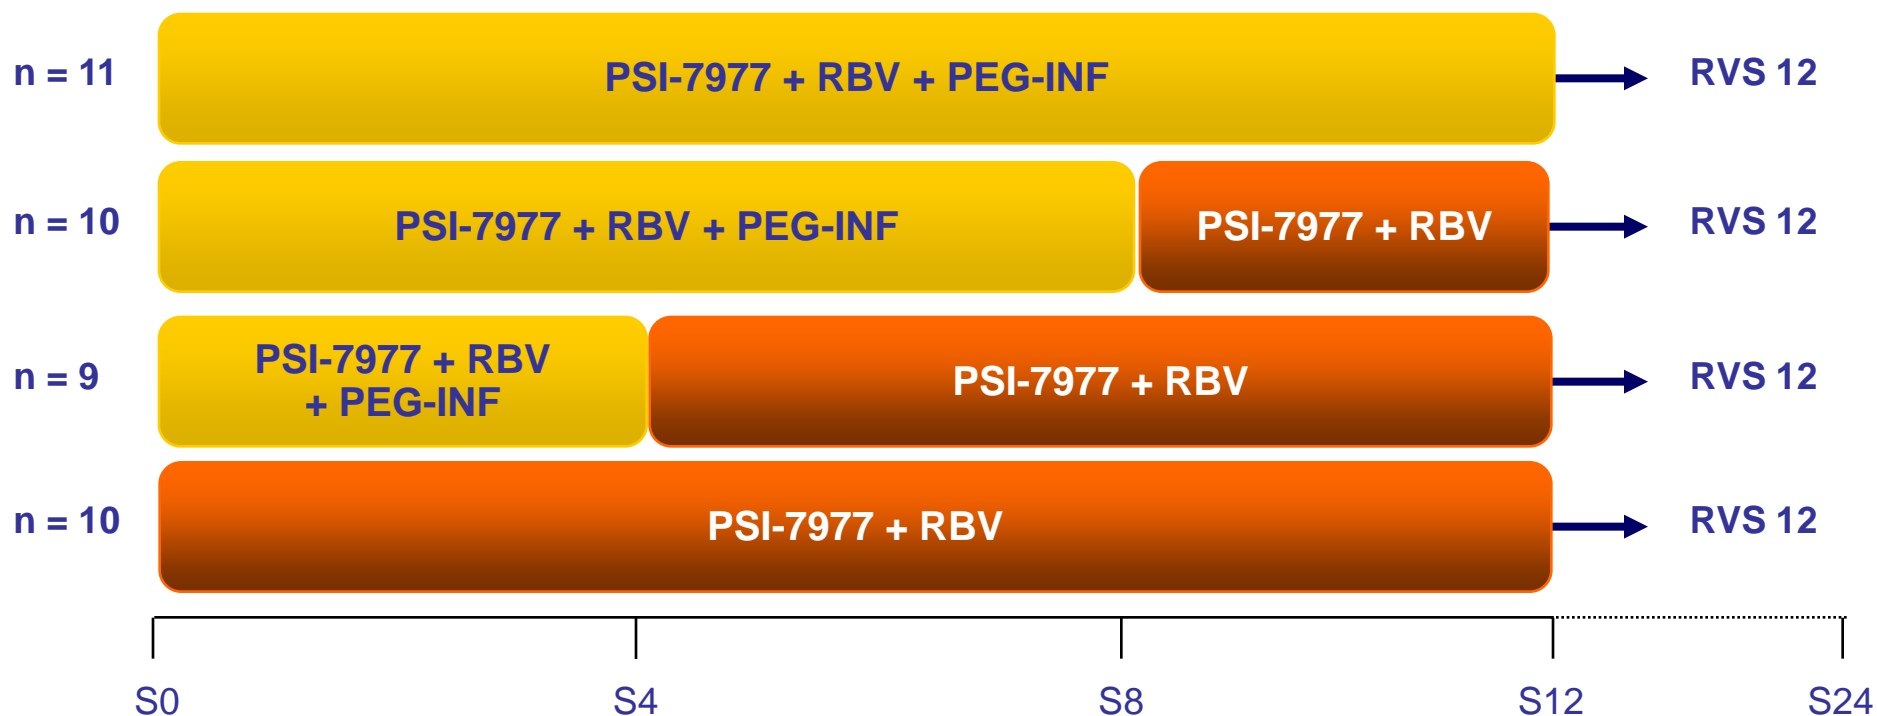 n = 11
PSI-7977 + RBV + PEG-INF
RVS 12
n = 10
PSI-7977 + RBV + PEG-INF
PSI-7977 + RBV
RVS 12
n = 9
PSI-7977 + RBV
+ PEG-INF
PSI-7977 + RBV
RVS 12
n = 10
PSI-7977 + RBV
RVS 12
S0 S4 S8 S12 S24